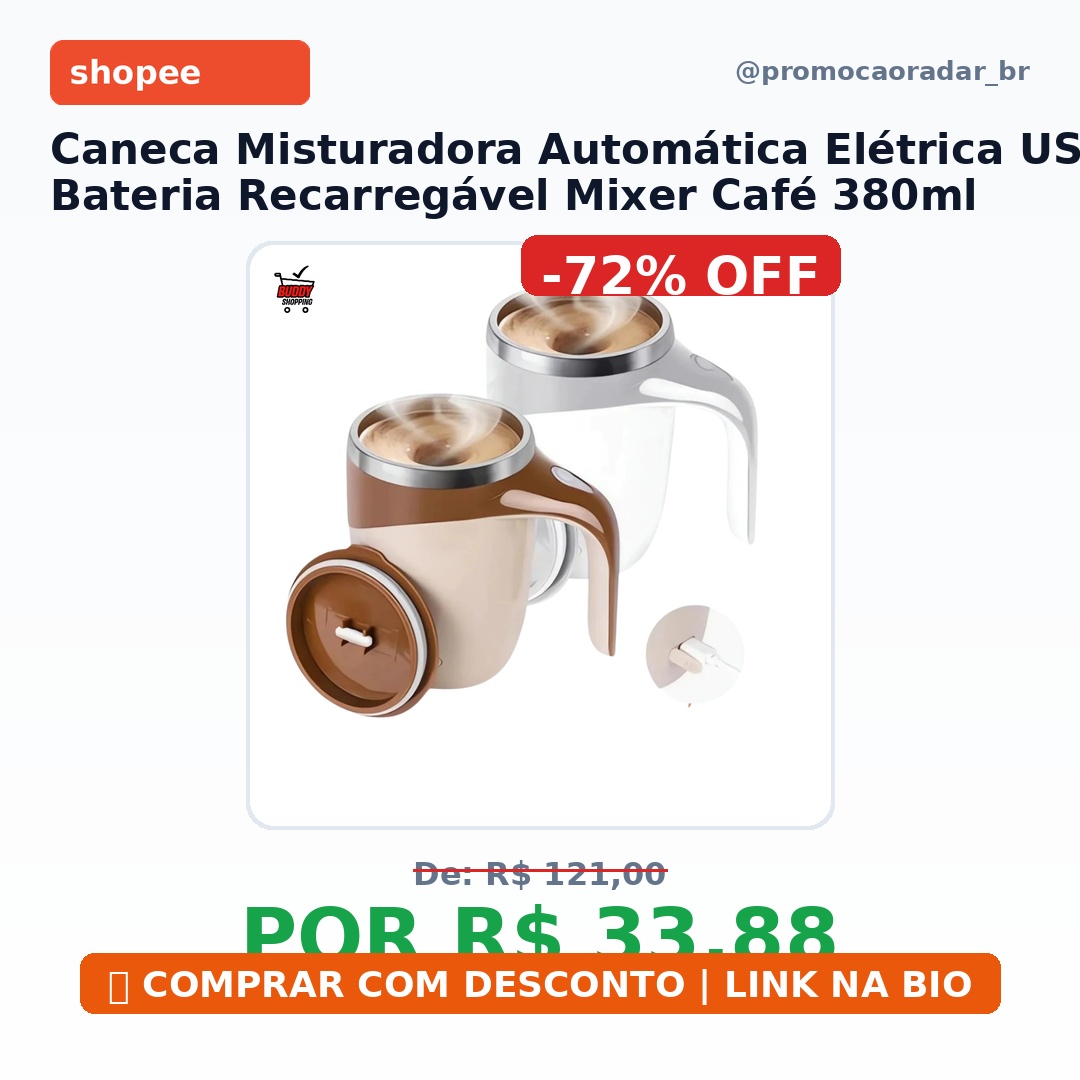 shopee
@promocaoradar_br
Caneca Misturadora Automática Elétrica US
Bateria Recarregável Mixer Café 380ml
-72% OFF
BUDDY
SHOPPING
De: R$ 121,00
POR R$ 33,88
COMPRAR COM DESCONTO | LINK NA BIO